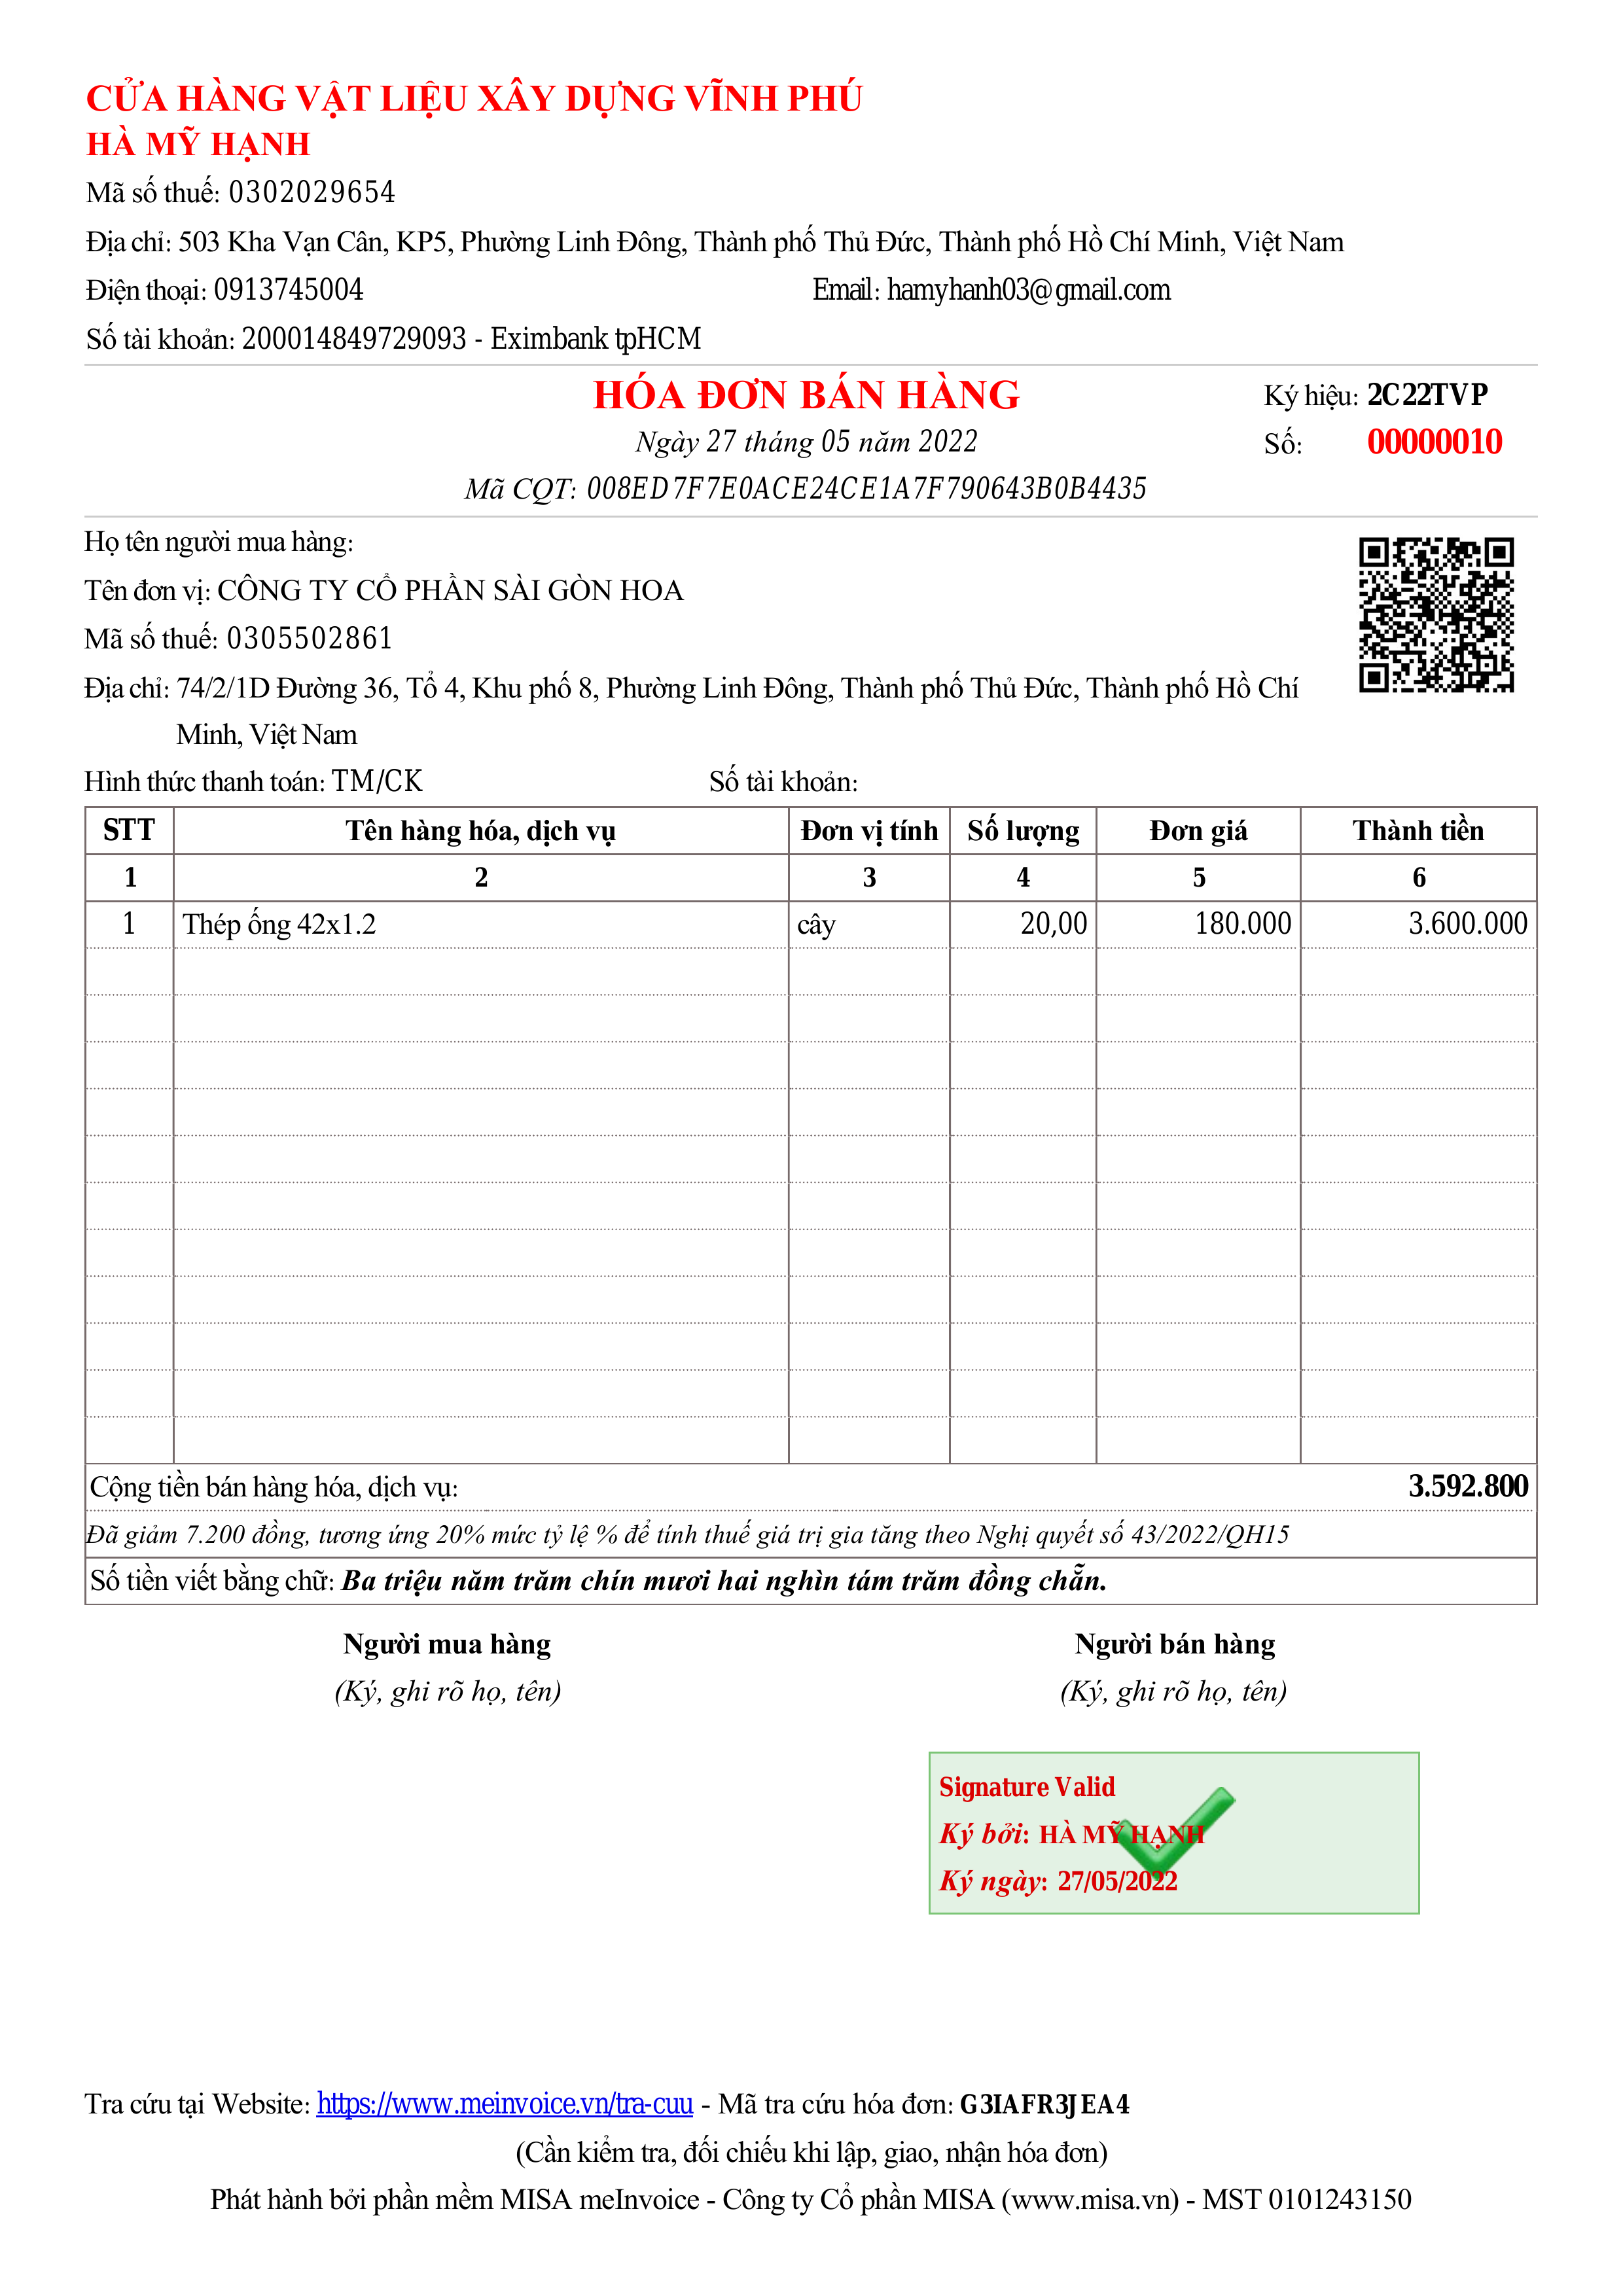 CỬA HÀNG VẬT LIỆU XÂY DỰNG VĨNH PHÚ
HÀ MỸ HẠNH
Mã số thuế: 0302029654
Địa chỉ: 503 Kha Vạn Cân, KP5, Phường Linh Đông, Thành phố Thủ Đức, Thành phố Hồ Chí Minh, Việt Nam
Điện thoại: 0913745004 Email: hamyhanh03@gmail.com
Số tài khoản: 200014849729093 - Eximbank tpHCM
HÓA ĐƠN BÁN HÀNG
Ký hiệu: 2C22TVP
Ngày 27 tháng 05 năm 2022
Số: 00000010
Mã CQT: 008ED7F7E0ACE24CE1A7F790643B0B4435
Họ tên người mua hàng:
Tên đơn vị: CÔNG TY CỔ PHẦN SÀI GÒN HOA
Mã số thuế: 0305502861
Địa chỉ: 74/2/1D Đường 36, Tổ 4, Khu phố 8, Phường Linh Đông, Thành phố Thủ Đức, Thành phố Hồ Chí
Minh, Việt Nam
Hình thức thanh toán: TM/CK Số tài khoản:
STT Tên hàng hóa, dịch vụ Đơn vị tính Số lượng Đơn giá Thành tiền
1 2 3 4 5 6
1 Thép ống 42x1.2 cây 20,00 180.000 3.600.000
Cộng tiền bán hàng hóa, dịch vụ: 3.592.800
Đã giảm 7.200 đồng, tương ứng 20% mức tỷ lệ % để tính thuế giá trị gia tăng theo Nghị quyết số 43/2022/QH15
Số tiền viết bằng chữ: Ba triệu năm trăm chín mươi hai nghìn tám trăm đồng chẵn.
Người mua hàng Người bán hàng
(Ký, ghi rõ họ, tên) (Ký, ghi rõ họ, tên)
Signature Valid
Ký bởi: HÀ MỸ HẠNH
Ký ngày: 27/05/2022
Tra cứu tại Website: https://www.meinvoice.vn/tra-cuu - Mã tra cứu hóa đơn: G3IAFR3JEA4
(Cần kiểm tra, đối chiếu khi lập, giao, nhận hóa đơn)
Phát hành bởi phần mềm MISA meInvoice - Công ty Cổ phần MISA (www.misa.vn) - MST 0101243150